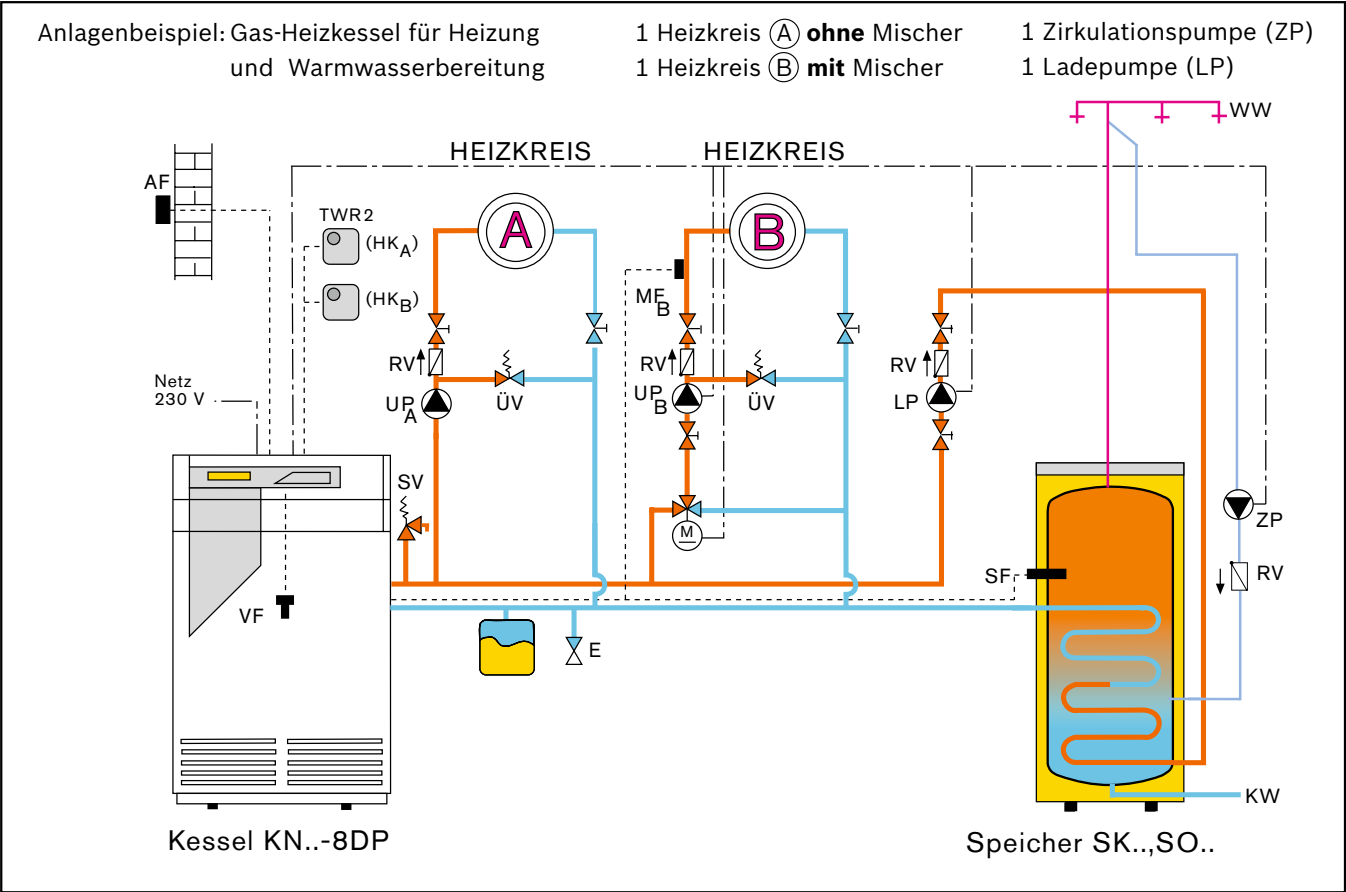 Anlagenbeispiel: Gas-Heizkessel für Heizung
und Warmwasserbereitung
1 Heizkreis A ohne Mischer
1 Heizkreis B mit Mischer
1 Zirkulationspumpe (ZP)
1 Ladepumpe (LP)
WW
HEIZKREIS
HEIZKREIS
AF
TWR2
(HKA)
(HKB)
A
B
MFB
RV
ÜV
UPA
RV
ÜV
UPB
RV
LP
Netz
230 V
SV
M
ZP
SF
RV
VF
E
KW
Kessel KN..-8DP
Speicher SK..,SO..